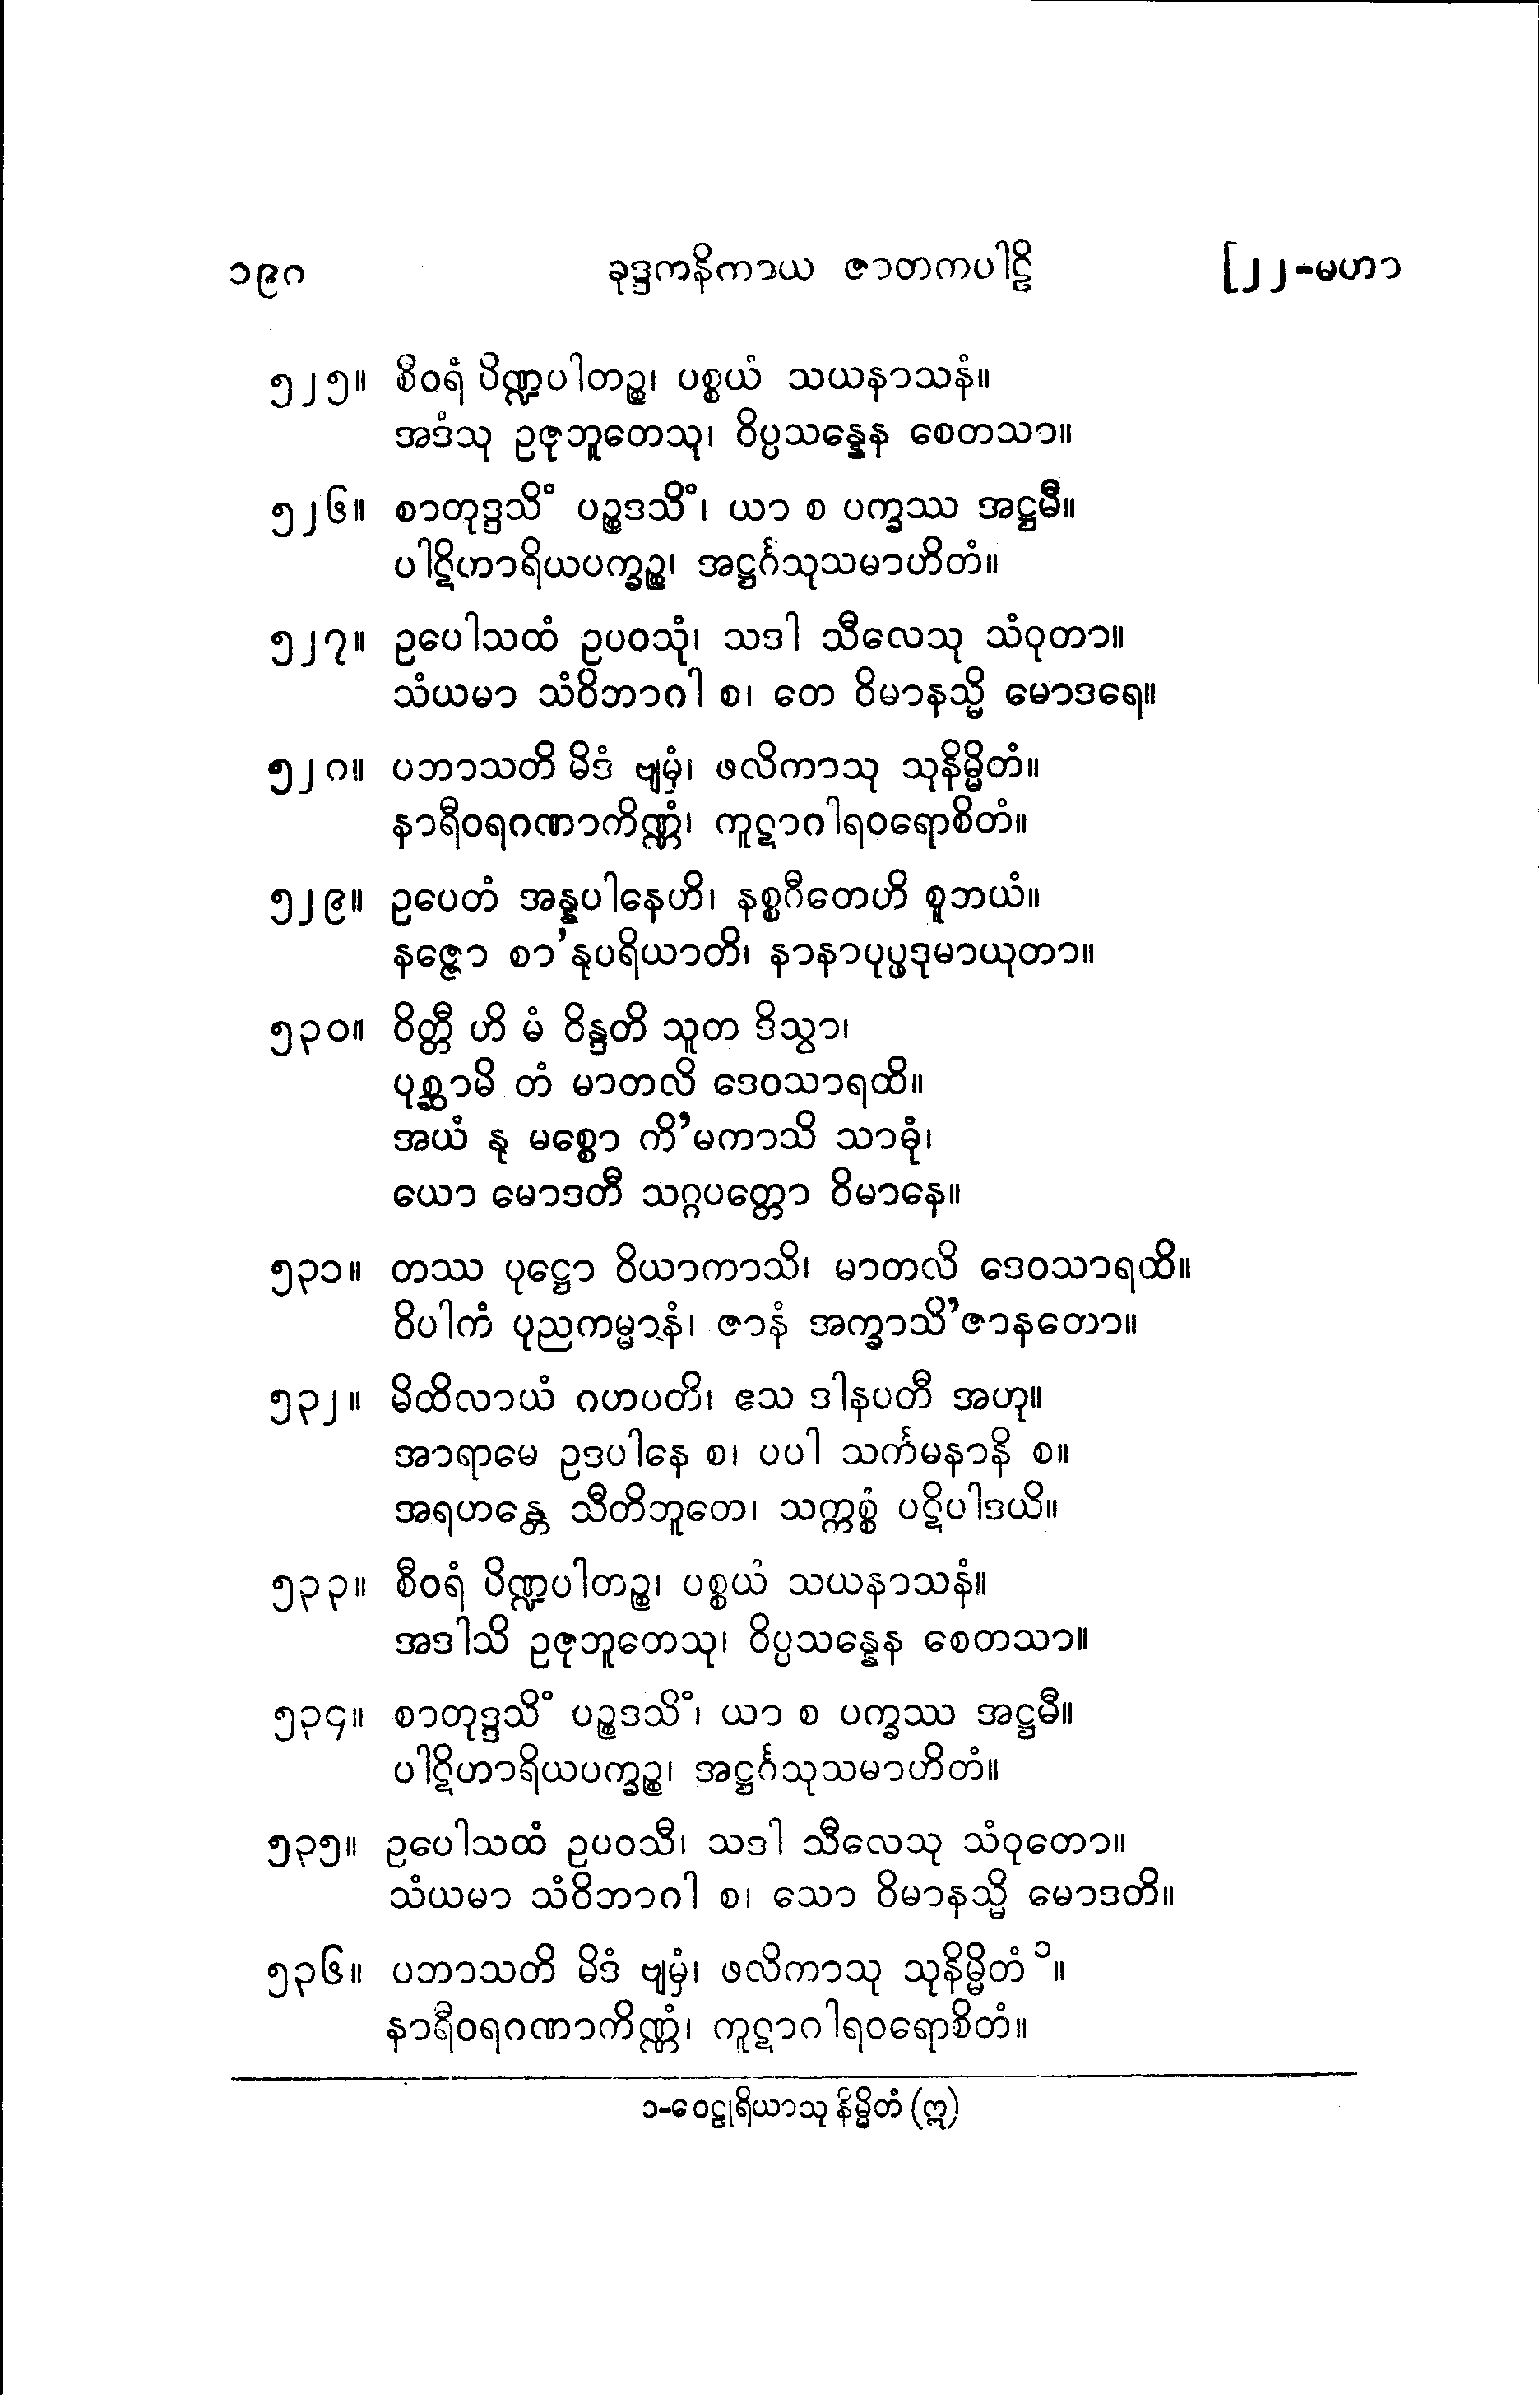 ၁၉ဂ ခုဒ္ဒကနိကာယ ဇာတကပါဠိ [၂၂-မဟာ
၅၂၅။ စီဝရံ ပိဏ္ဍပါတဉ္စ၊ ပစ္စယံ သယနာသနံ။
အဒံသု ဥဇုဘူတေသု၊ ဝိပ္ပသန္နေန စေတသာ။
၅၂၆။ စာတုဒ္ဒသိံ ပဉ္စဒသိံ၊ ယာ စ ပက္ခဿ အဋ္ဌမီ။
ပါဋိဟာရိယပက္ခဉ္စ၊ အဋ္ဌင်္ဂသုသမာဟိတံ။
၅၂၇။ ဥပေါသထံ ဥပဝသုံ၊ သဒါ သီလေသု သံဝုတာ။
သံယမာ သံဝိဘာဂါ စ၊ တေ ဝိမာနသ္မိံ မောဒရေ။
၅၂ဂ။ ပဘာသတိ မိဒံ ဗျမှံ၊ ဖလိကာသု သုနိမ္မိတံ။
နာရီဝရဂဏာကိဏ္ဏံ၊ ကူဋာဂါရဝရောစိတံ။
၅၂၉။ ဥပေတံ အန္နပါနေဟိ၊ နစ္စဂီတေဟိ စူဘယံ။
နဇ္ဇော စာ’နုပရိယာတိ၊ နာနာပုပ္ဖဒုမာယုတာ။
၅၃၀။ ဝိတ္တီ ဟိ မံ ဝိန္ဒတိ သူတ ဒိသွာ၊
ပုစ္ဆာမိ တံ မာတလိ ဒေဝသာရထိ။
အယံ နု မစ္စော ကိ’မကာသိ သာဓုံ၊
ယော မောဒတီ သဂ္ဂပတ္တော ဝိမာနေ။
၅၃၁။ တဿ ပုဋ္ဌော ဝိယာကာသိ၊ မာတလိ ဒေဝသာရထိ။
ဝိပါကံ ပုညကမ္မာနံ၊ ဇာနံ အက္ခာသိ’ဇာနတော။
၅၃၂။ မိထိလာယံ ဂဟပတိ၊ ဧသ ဒါနပတီ အဟု။
အာရာမေ ဥဒပါနေ စ၊ ပပါ သင်္ကမနာနိ စ။
အရဟန္တေ သီတိဘူတေ၊ သက္ကစ္စံ ပဋိပါဒယိ။
၅၃၃။ စီဝရံ ပိဏ္ဍပါတဉ္စ၊ ပစ္စယံ သယနာသနံ။
အဒါသိ ဥဇုဘူတေသု၊ ဝိပ္ပသန္နေန စေတသာ။
၅၃၄။ စာတုဒ္ဒသိံ ပဉ္စဒသိံ၊ ယာ စ ပက္ခဿ အဋ္ဌမီ။
ပါဋိဟာရိယပက္ခဉ္စ၊ အဋ္ဌင်္ဂသုသမာဟိတံ။
၅၃၅။ ဥပေါသထံ ဥပဝသီ၊ သဒါ သီလေသု သံဝုတော။
သံယမာ သံဝိဘာဂါ စ၊ သော ဝိမာနသ္မိံ မောဒတိ။
၅၃၆။ ပဘာသတိ မိဒံ ဗျမှံ၊ ဖလိကာသု သုနိမ္မိတံ ၁။
နာရီဝရဂဏာကိဏ္ဏံ၊ ကူဋာဂါရဝရောစိတံ။
၁-ဝေဠုရိယာသု နိမ္မိတံ (ဣ)